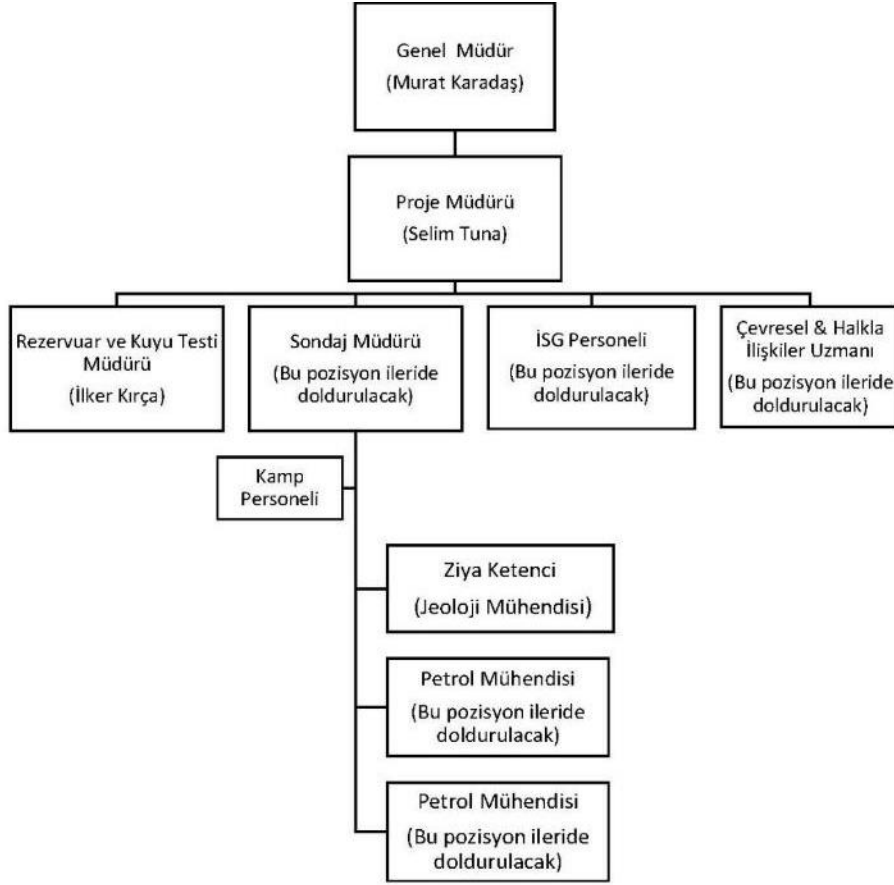 Genel Müdür
(Murat Karadaş)
Proje Müdürü
(Selim Tuna)
Rezervuar ve Kuyu Testi
Müdürü
(İlker Kırça)
Sondaj Müdürü
(Bu pozisyon ileride
doldurulacak)
İSG Personeli
(Bu pozisyon ileride
doldurulacak)
Çevresel & Halkla
İlişkiler Uzmanı
(Bu pozisyon ileride
doldurulacak)
Kamp
Personeli
Ziya Ketenci
(Jeoloji Mühendisi)
Petrol Mühendisi
(Bu pozisyon ileride
doldurulacak)
Petrol Mühendisi
(Bu pozisyon ileride
doldurulacak)